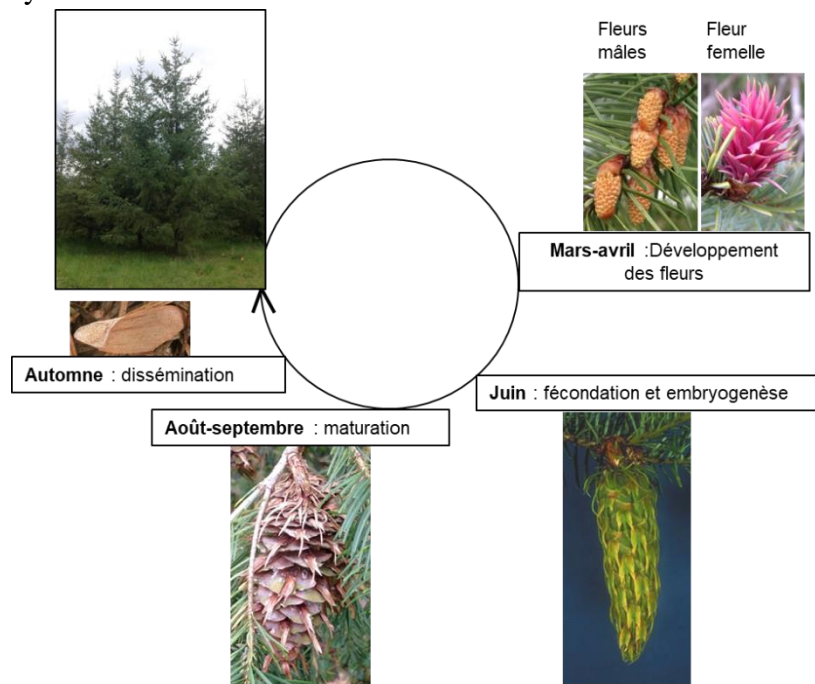 Fleurs mâles
Fleur femelle
Mars-avril :Développement
des fleurs
Juin : fécondation et embryogenèse
Août-septembre : maturation
Automne : dissémination